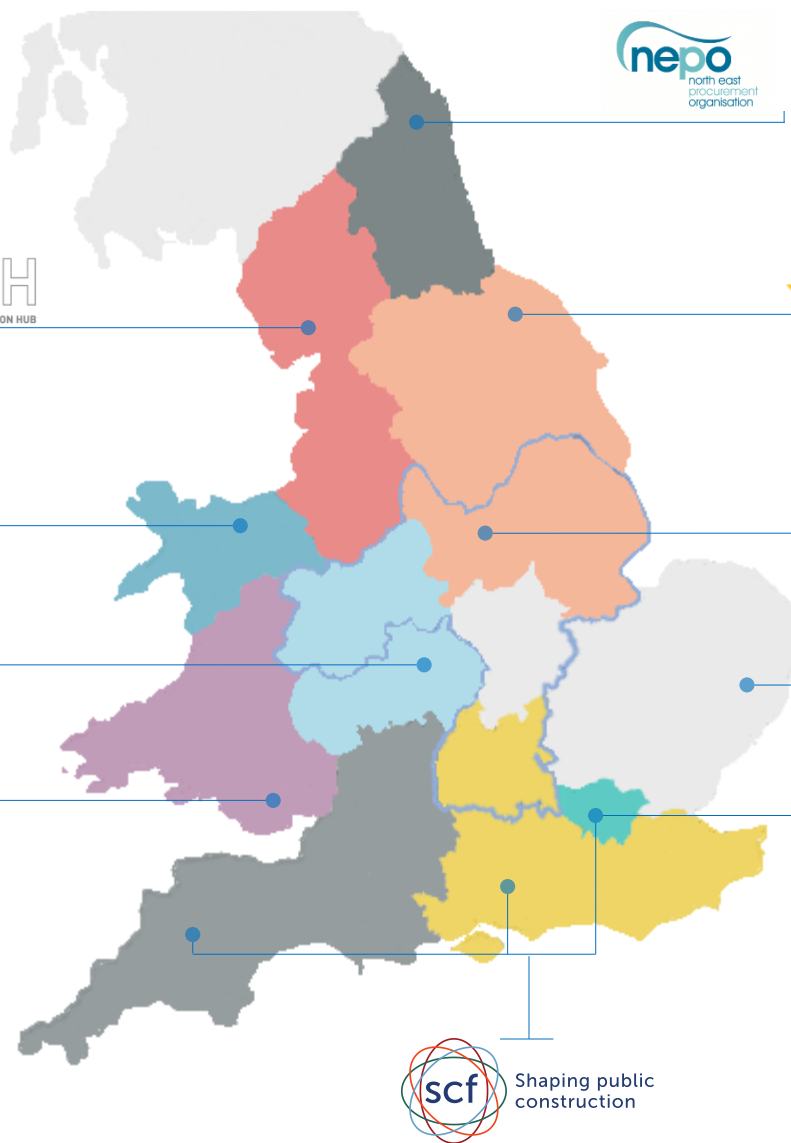 nepo
north east
procurement
organisation
H
ON HUB
scf
Shaping public
construction